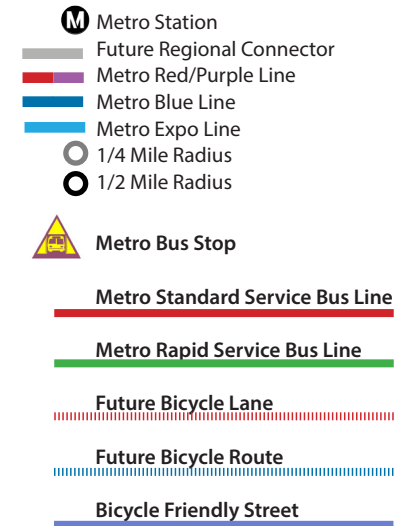 M Metro Station
Future Regional Connector
Metro Red/Purple Line
Metro Blue Line
Metro Expo Line
1/4 Mile Radius
1/2 Mile Radius
Metro Bus Stop
Metro Standard Service Bus Line
Metro Rapid Service Bus Line
Future Bicycle Lane
Future Bicycle Route
Bicycle Friendly Street